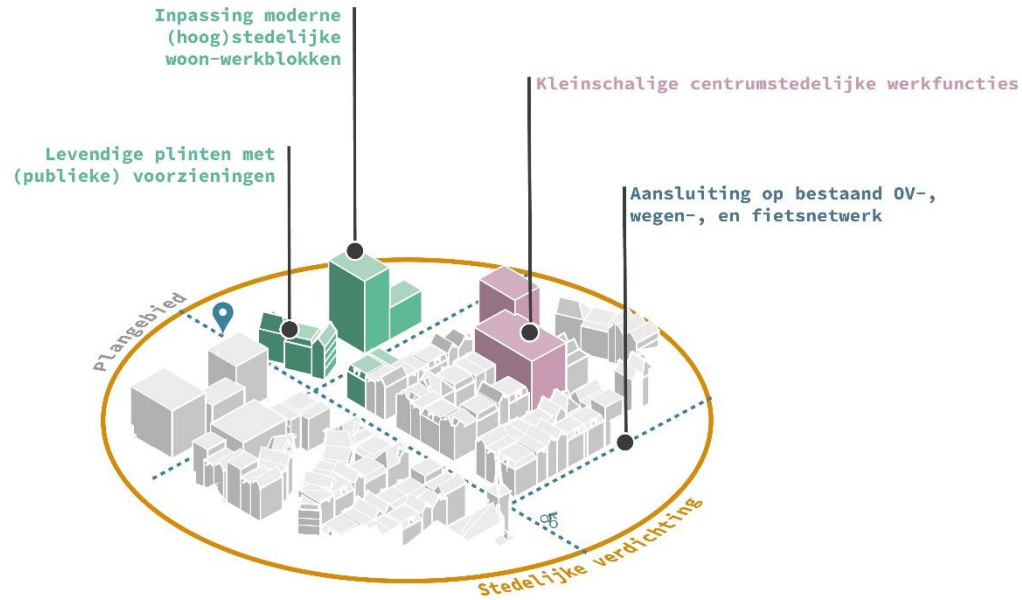 Inpassing moderne
(hoog)stedelijke
woon-werkblokken
Kleinschalige centrumstedelijke werkfuncties
Levendige plinten met
(publieke) voorzieningen
Aansluiting op bestaand OV-,
wegen-, en fietsnetwerk
Plangebied
Stedelijke verdichting